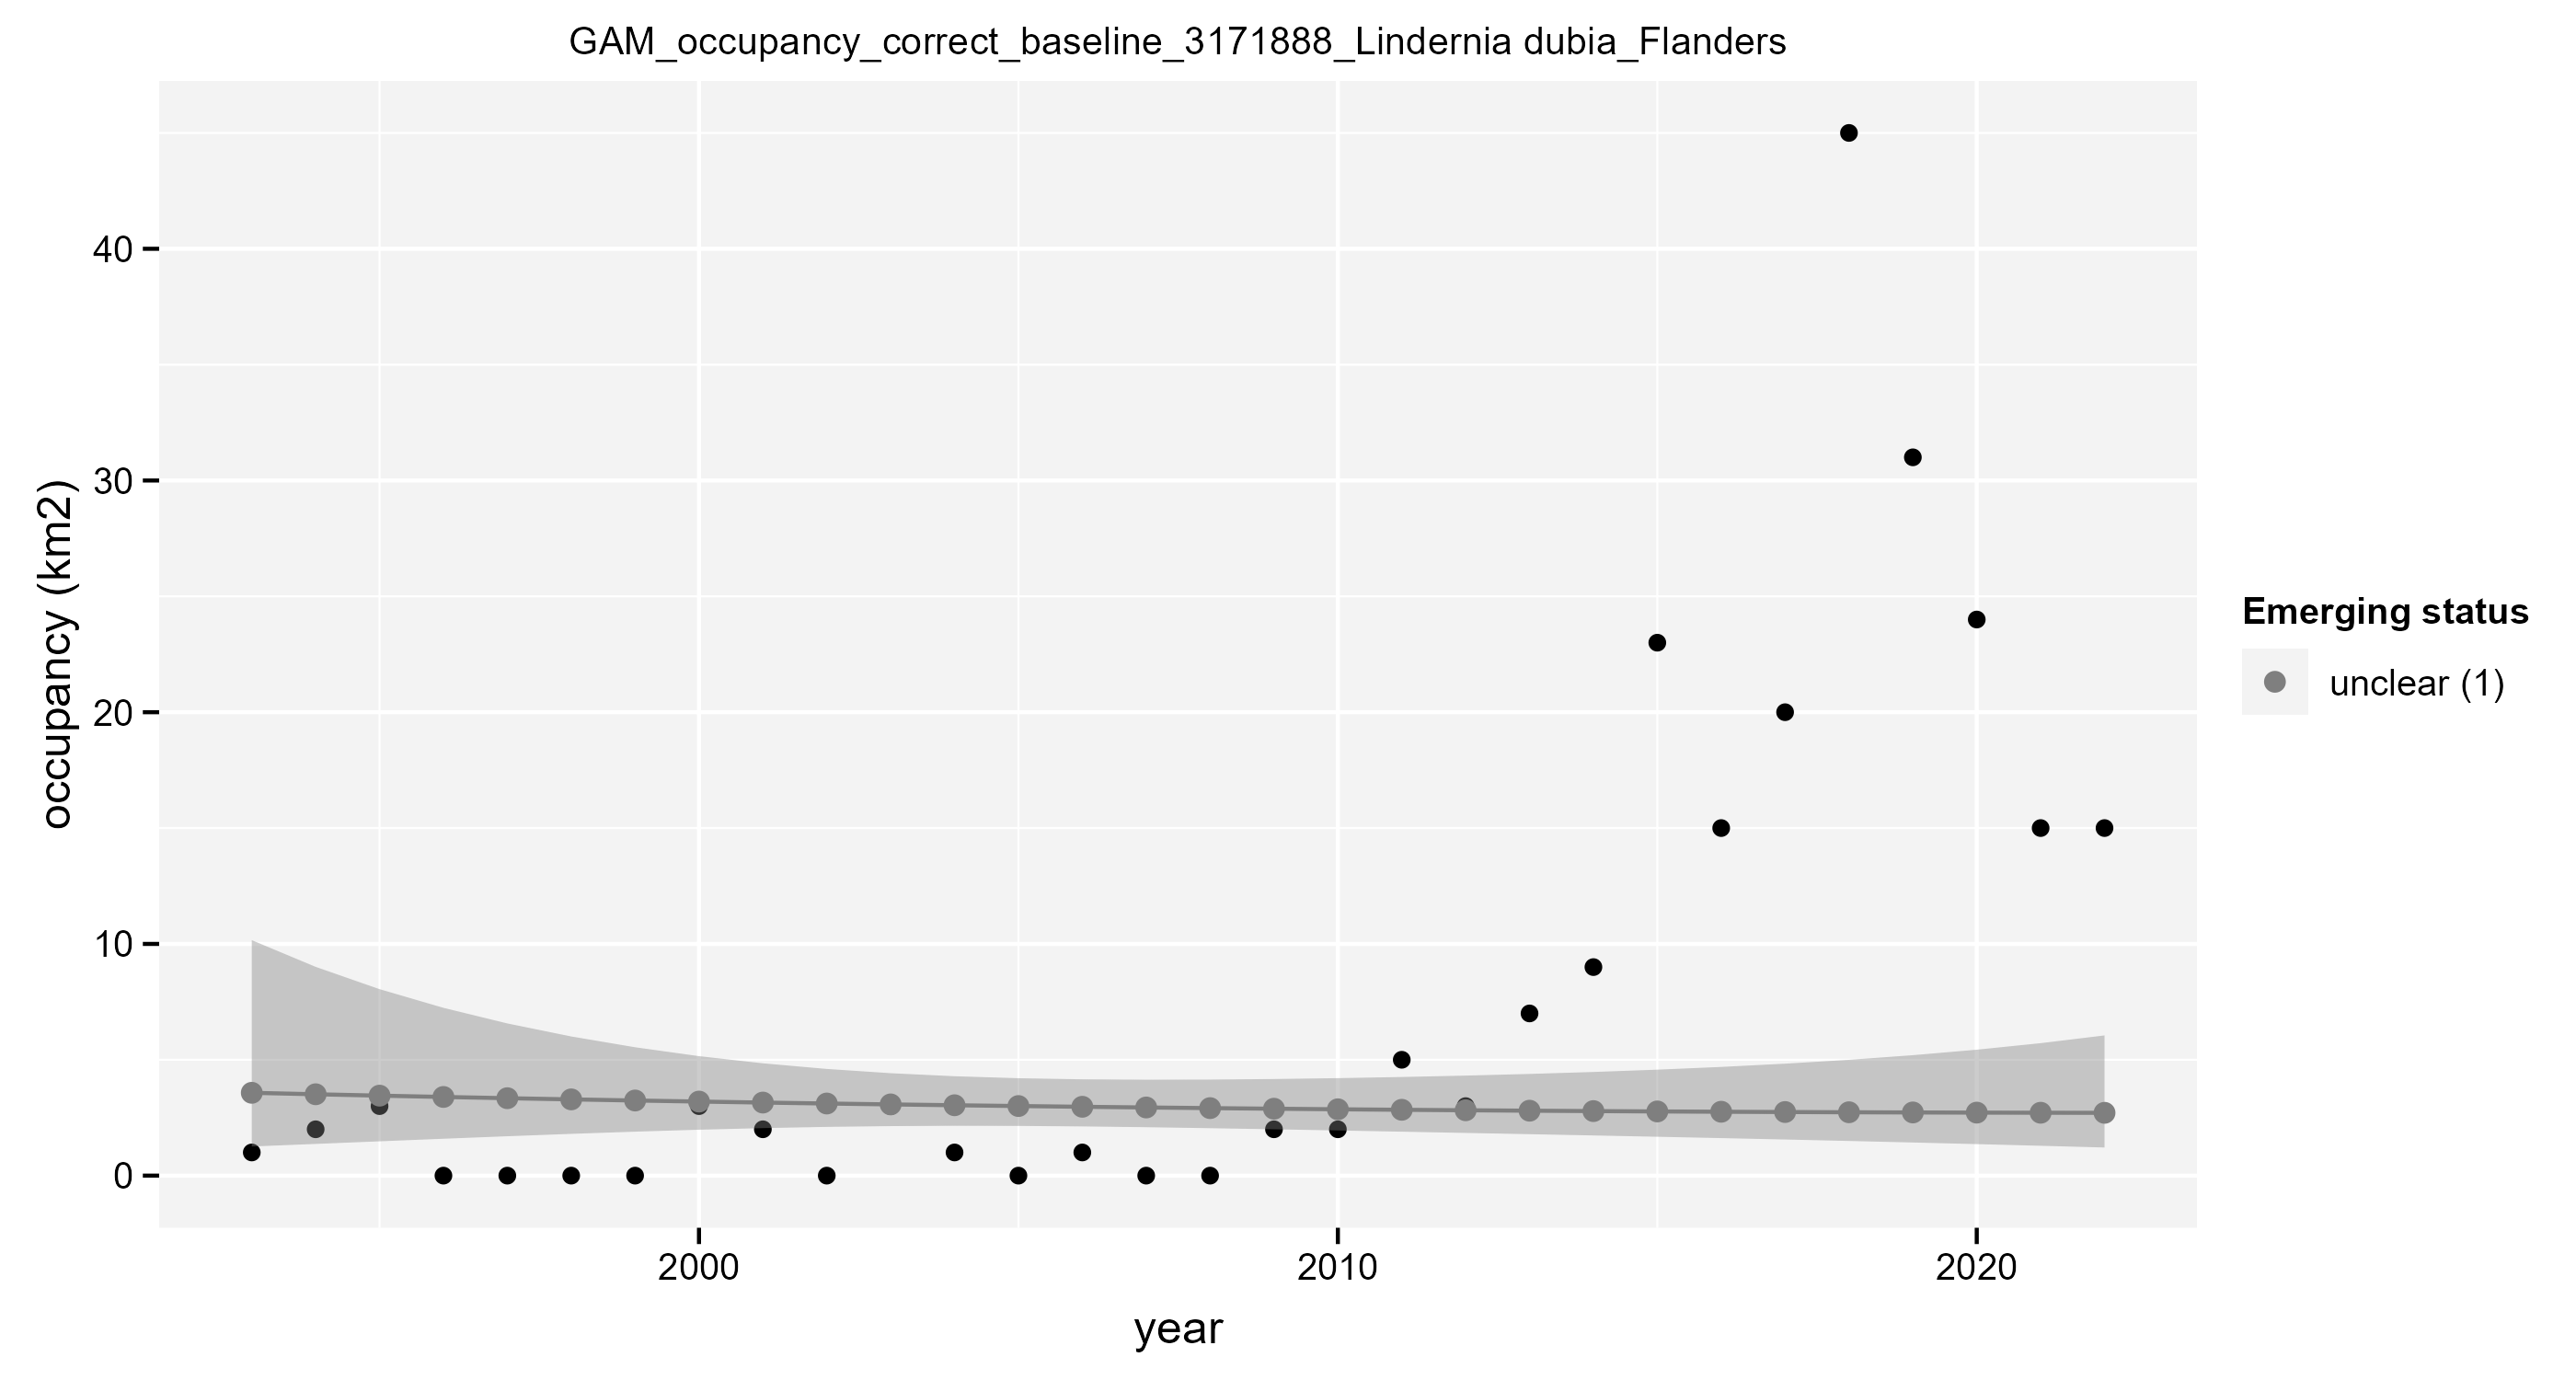 GAM_occupancy_correct_baseline_3171888_Lindernia dubia_Flanders
occupancy (km2)
40
30
20
10
0
2000
2010
2020
year
Emerging status
unclear (1)